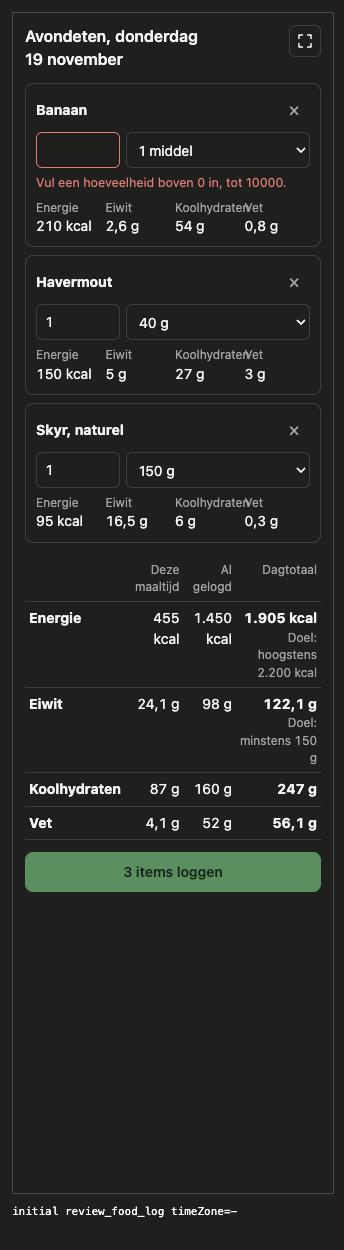 Avondeten, donderdag
19 november
Banaan
×
1 middel
Vul een hoeveelheid boven 0 in, tot 10000.
Energie Eiwit Koolhydraten Vet
210 kcal 2,6 g 54 g 0,8 g
Havermout
×
1 40 g
Energie Eiwit Koolhydraten Vet
150 kcal 5 g 27 g 3 g
Skyr, naturel
×
1 150 g
Energie Eiwit Koolhydraten Vet
95 kcal 16,5 g 6 g 0,3 g
Deze maaltijd Al gelogd Dagtotaal
Energie 455 kcal 1.450 kcal 1.905 kcal
Doel:
hoogstens
2.200 kcal
Eiwit 24,1 g 98 g 122,1 g
Doel:
minstens 150
g
Koolhydraten 87 g 160 g 247 g
Vet 4,1 g 52 g 56,1 g
3 items loggen
initial review_food_log timeZone=—